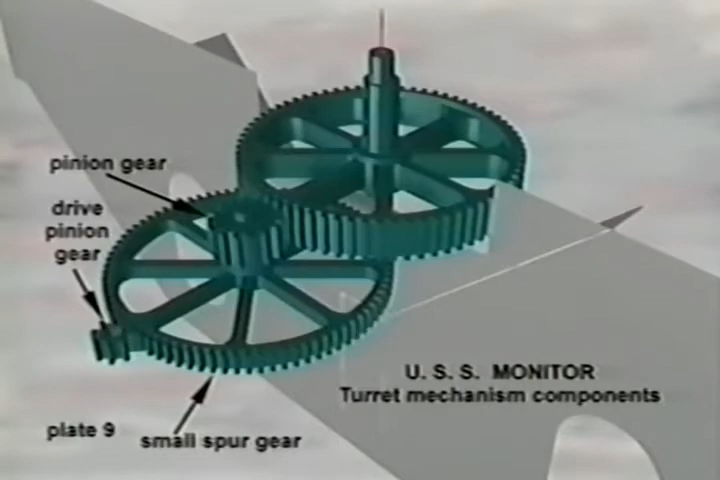 pinion gear
drive
pinion
gear
U. S. S. MONITOR
Turret mechanism components
plate 9
small spur gear